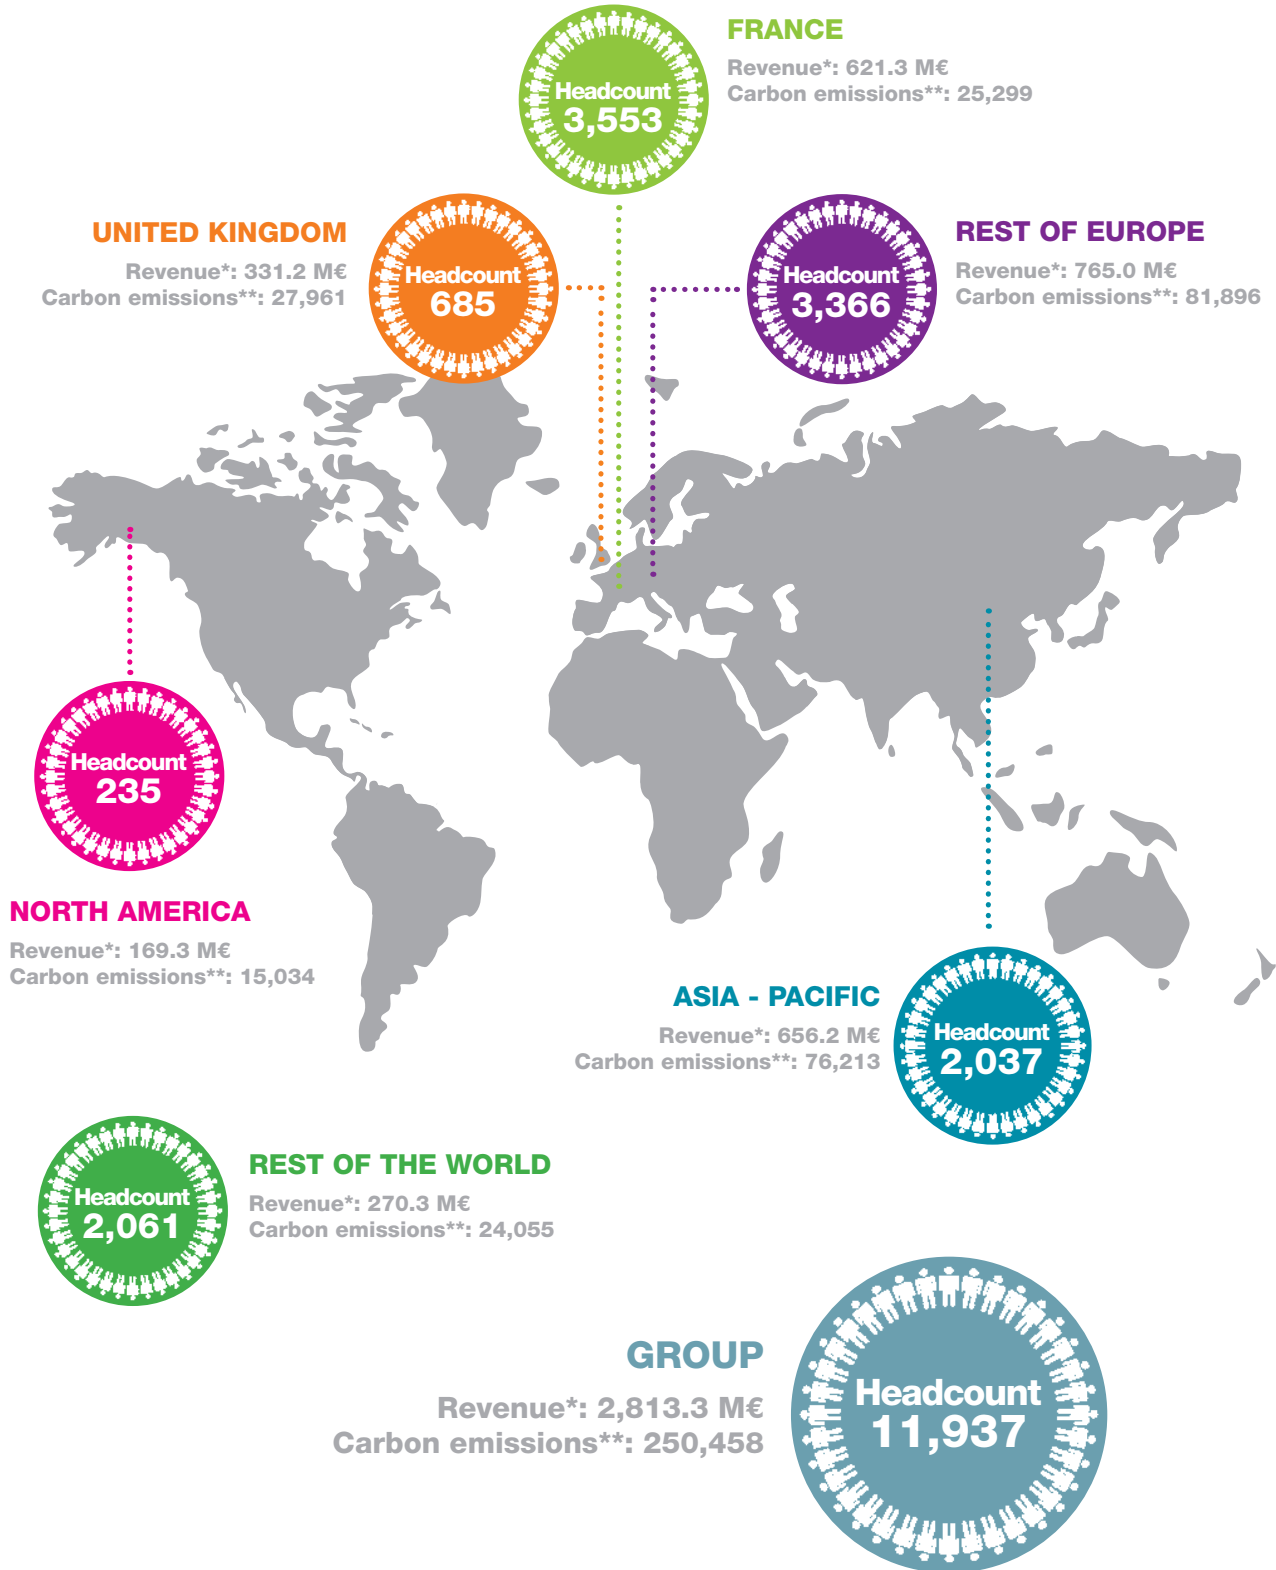 FRANCE
Revenue*: 621.3 M€
Carbon emissions**: 25,299
Headcount
3,553
UNITED KINGDOM
Revenue*: 331.2 M€
Carbon emissions**: 27,961
Headcount
685
Headcount
3,366
REST OF EUROPE
Revenue*: 765.0 M€
Carbon emissions**: 81,896
Headcount
235
NORTH AMERICA
Revenue*: 169.3 M€
Carbon emissions**: 15,034
ASIA - PACIFIC
Revenue*: 656.2 M€
Carbon emissions**: 76,213
Headcount
2,037
Headcount
2,061
REST OF THE WORLD
Revenue*: 270.3 M€
Carbon emissions**: 24,055
GROUP
Revenue*: 2,813.3 M€
Carbon emissions**: 250,458
Headcount
11,937